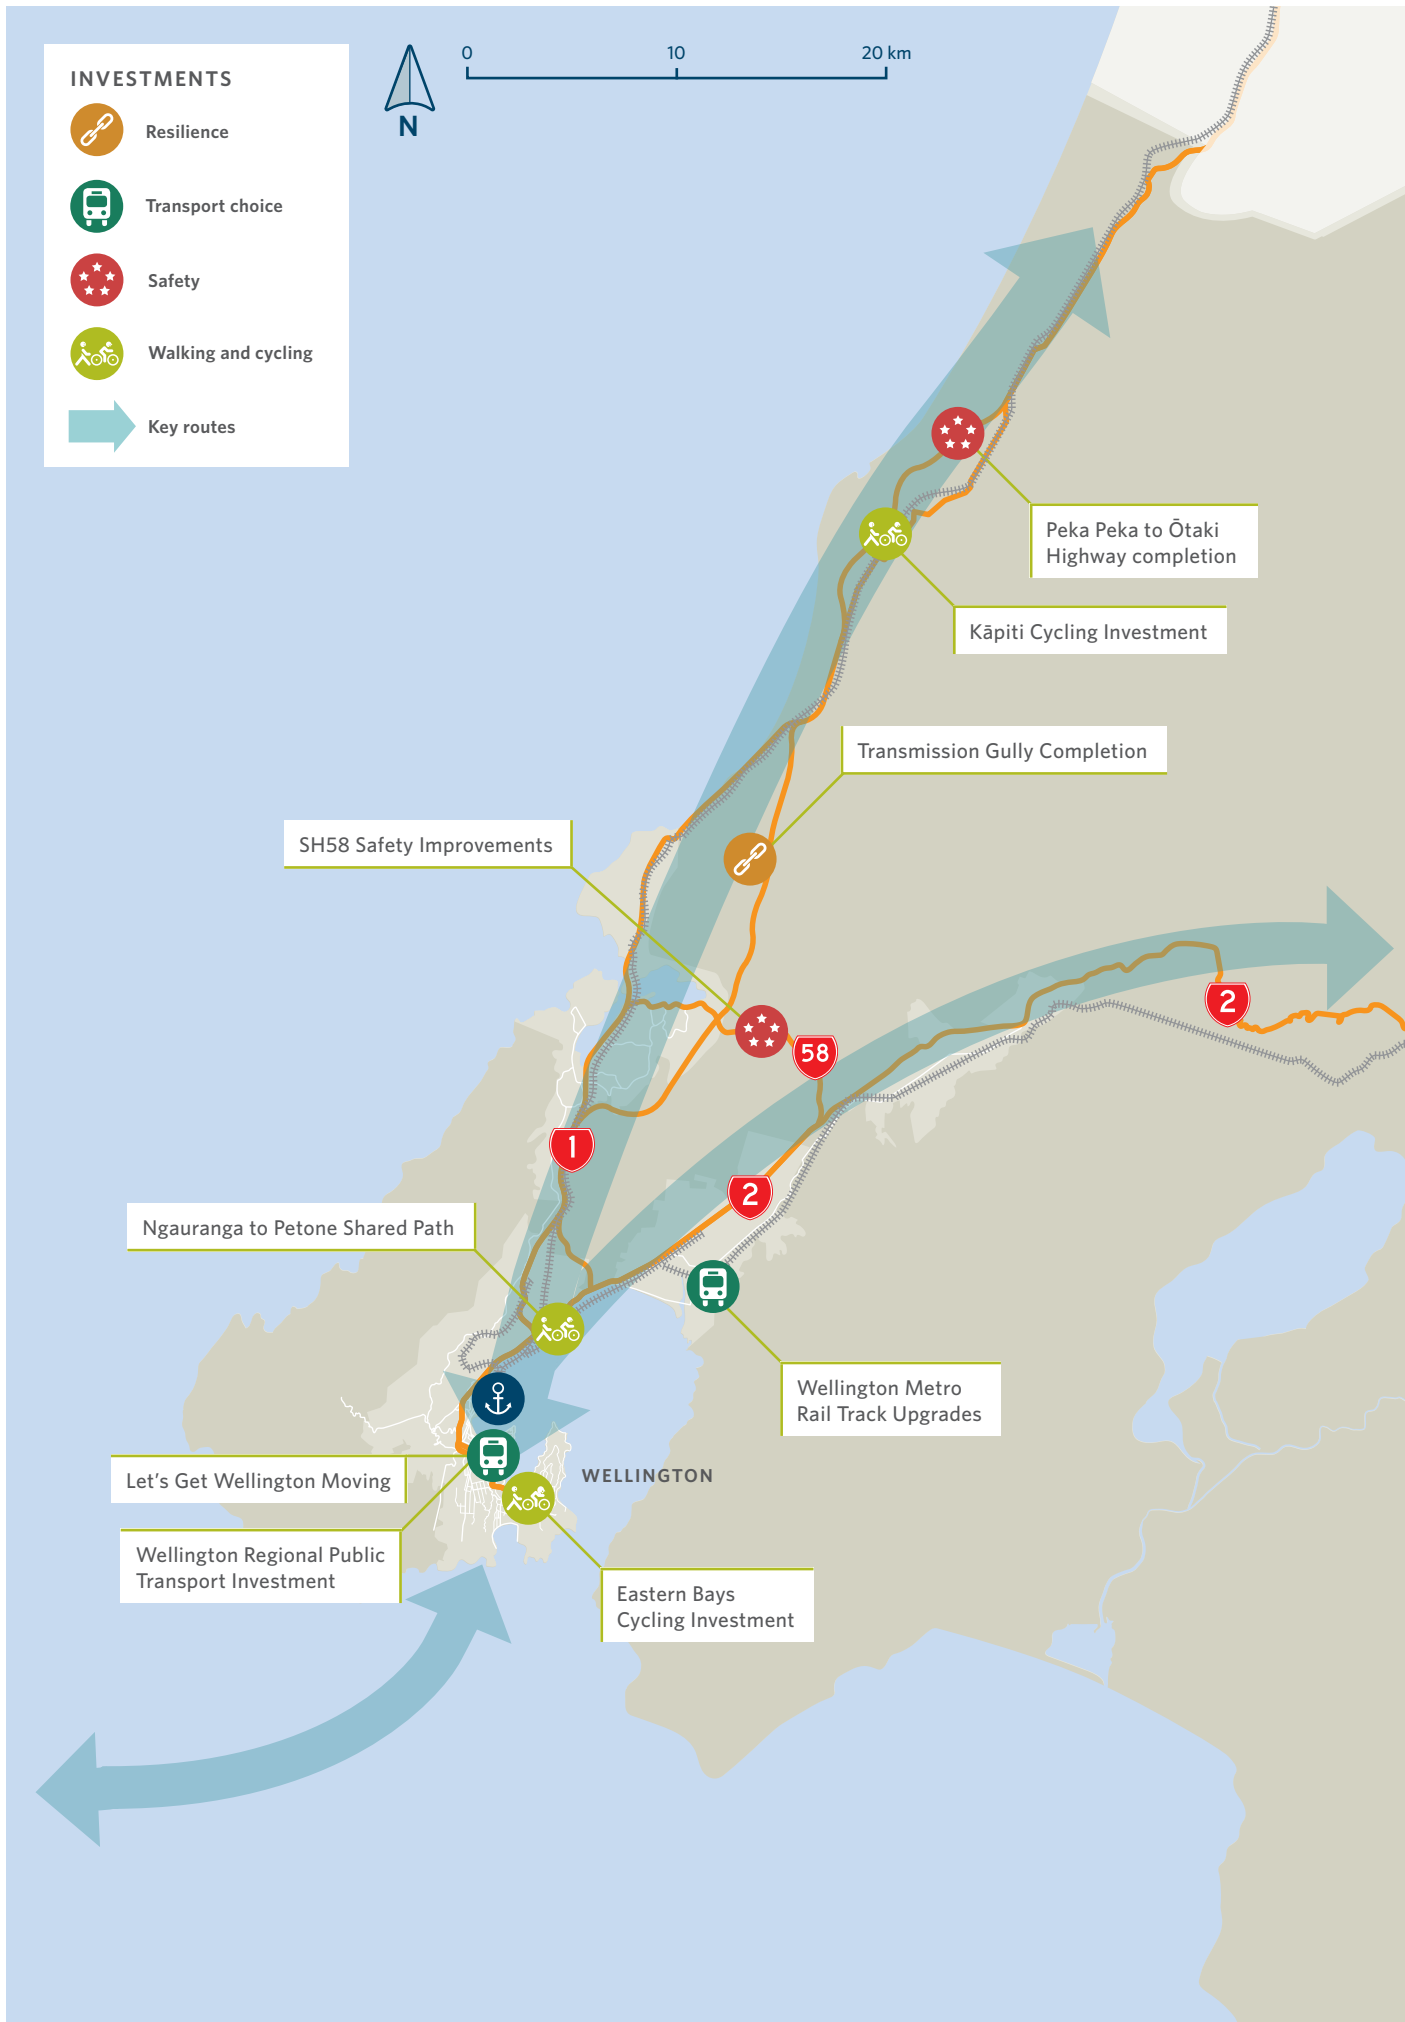 INVESTMENTS
Resilience
Transport choice
Safety
Walking and cycling
Key routes
N
0 10 20 km
Peka Peka to Ōtaki
Highway completion
Kāpiti Cycling Investment
Transmission Gully Completion
SH58 Safety Improvements
2
58
1
2
Ngauranga to Petone Shared Path
Wellington Metro
Rail Track Upgrades
WELLINGTON
Let’s Get Wellington Moving
Wellington Regional Public
Transport Investment
Eastern Bays
Cycling Investment